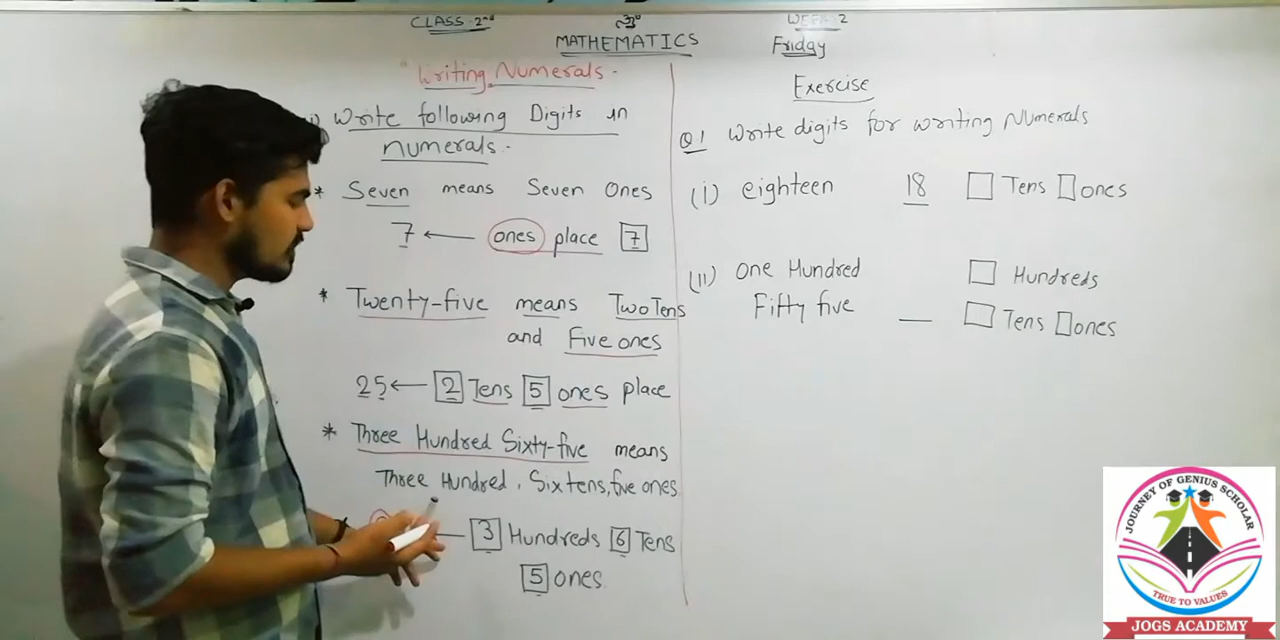 CLASS 2nd
ॐ
WEEK 2
MATHEMATICS
Friday
Writing Numerals.
Write following Digits in
numerals.
* Seven means Seven Ones
7 ← ones place 7
* Twenty-five means Two Tens
and Five ones
25 ← 2 Tens 5 ones place
* Three Hundred Sixty-five means
Three Hundred, Six tens, five ones
3 Hundreds 6 Tens
5 ones
Exercise
Q1 Write digits for writing Numerals
(i) eighteen 18 □ Tens □ ones
(ii) One Hundred □ Hundreds
Fifty five __ □ Tens □ ones
JOURNEY OF GENIUS SCHOLAR
TRUE TO VALUES
JOGS ACADEMY